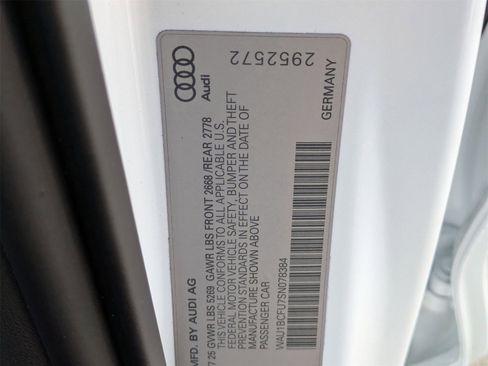 Audi
2952572
MFD. BY AUDI AG
25 GVWR LBS 5269 GAWR LBS FRONT 2668/REAR 2778
THIS VEHICLE CONFORMS TO ALL APPLICABLE U.S.
FEDERAL MOTOR VEHICLE SAFETY, BUMPER AND THEFT
PREVENTION STANDARDS IN EFFECT ON THE DATE OF
MANUFACTURE SHOWN ABOVE
PASSENGER CAR
WAU1BCFU7SN078384
GERMANY